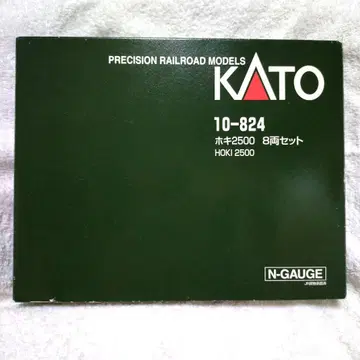 PRECISION RAILROAD MODELS
KATO
10-824
ホキ2500 8両セット
HOKI 2500
N-GAUGE